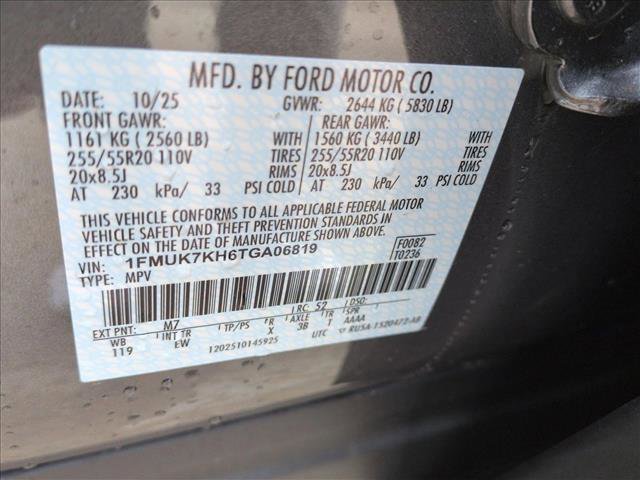 MFD. BY FORD MOTOR CO.
DATE: 10/25 GVWR: 2644 KG ( 5830 LB)
FRONT GAWR: REAR GAWR:
1161 KG ( 2560 LB) WITH 1560 KG ( 3440 LB) WITH
255/55R20 110V TIRES 255/55R20 110V TIRES
20x8.5J RIMS 20x8.5J RIMS
AT 230 kPa/ 33 PSI COLD AT 230 kPa/ 33 PSI COLD
THIS VEHICLE CONFORMS TO ALL APPLICABLE FEDERAL MOTOR
VEHICLE SAFETY AND THEFT PREVENTION STANDARDS IN
EFFECT ON THE DATE OF MANUFACTURE SHOWN ABOVE.
VIN: 1FMUK7KH6TGA06819 F0082
TYPE: MPV T0236
EXT PNT: M7 RC: 52 DSO:
WB INT TR TP/PS R AXLE TR SPR
119 EW X 3B T AAAA
1202510145925 UTC